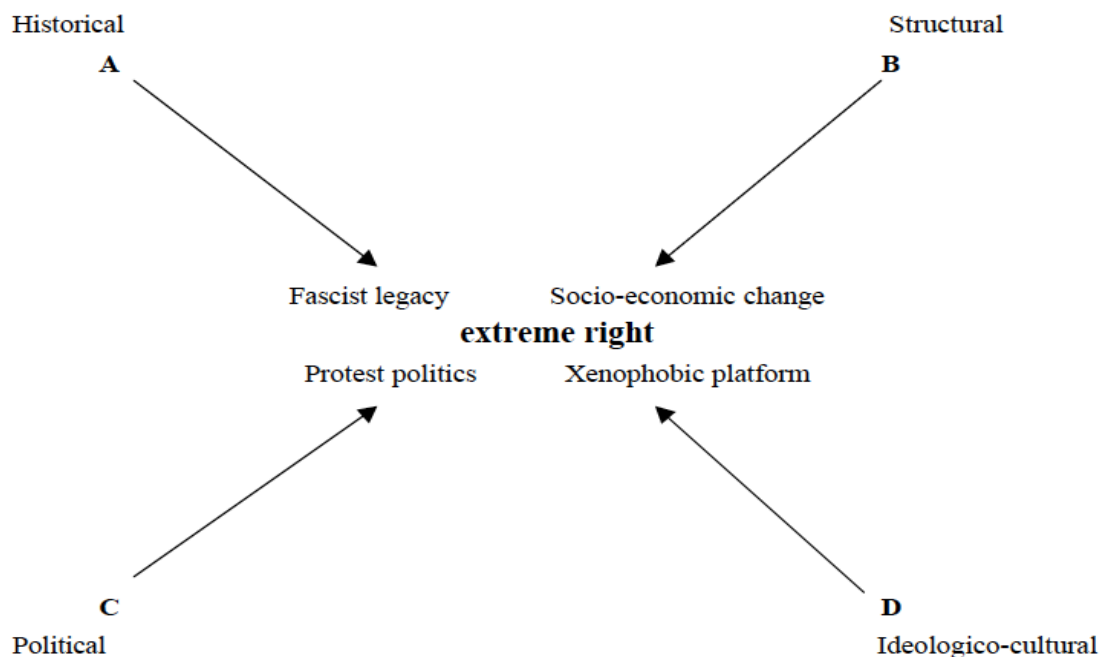 Historical Structural
A B
Fascist legacy Socio-economic change
extreme right
Protest politics Xenophobic platform
C D
Political Ideologico-cultural